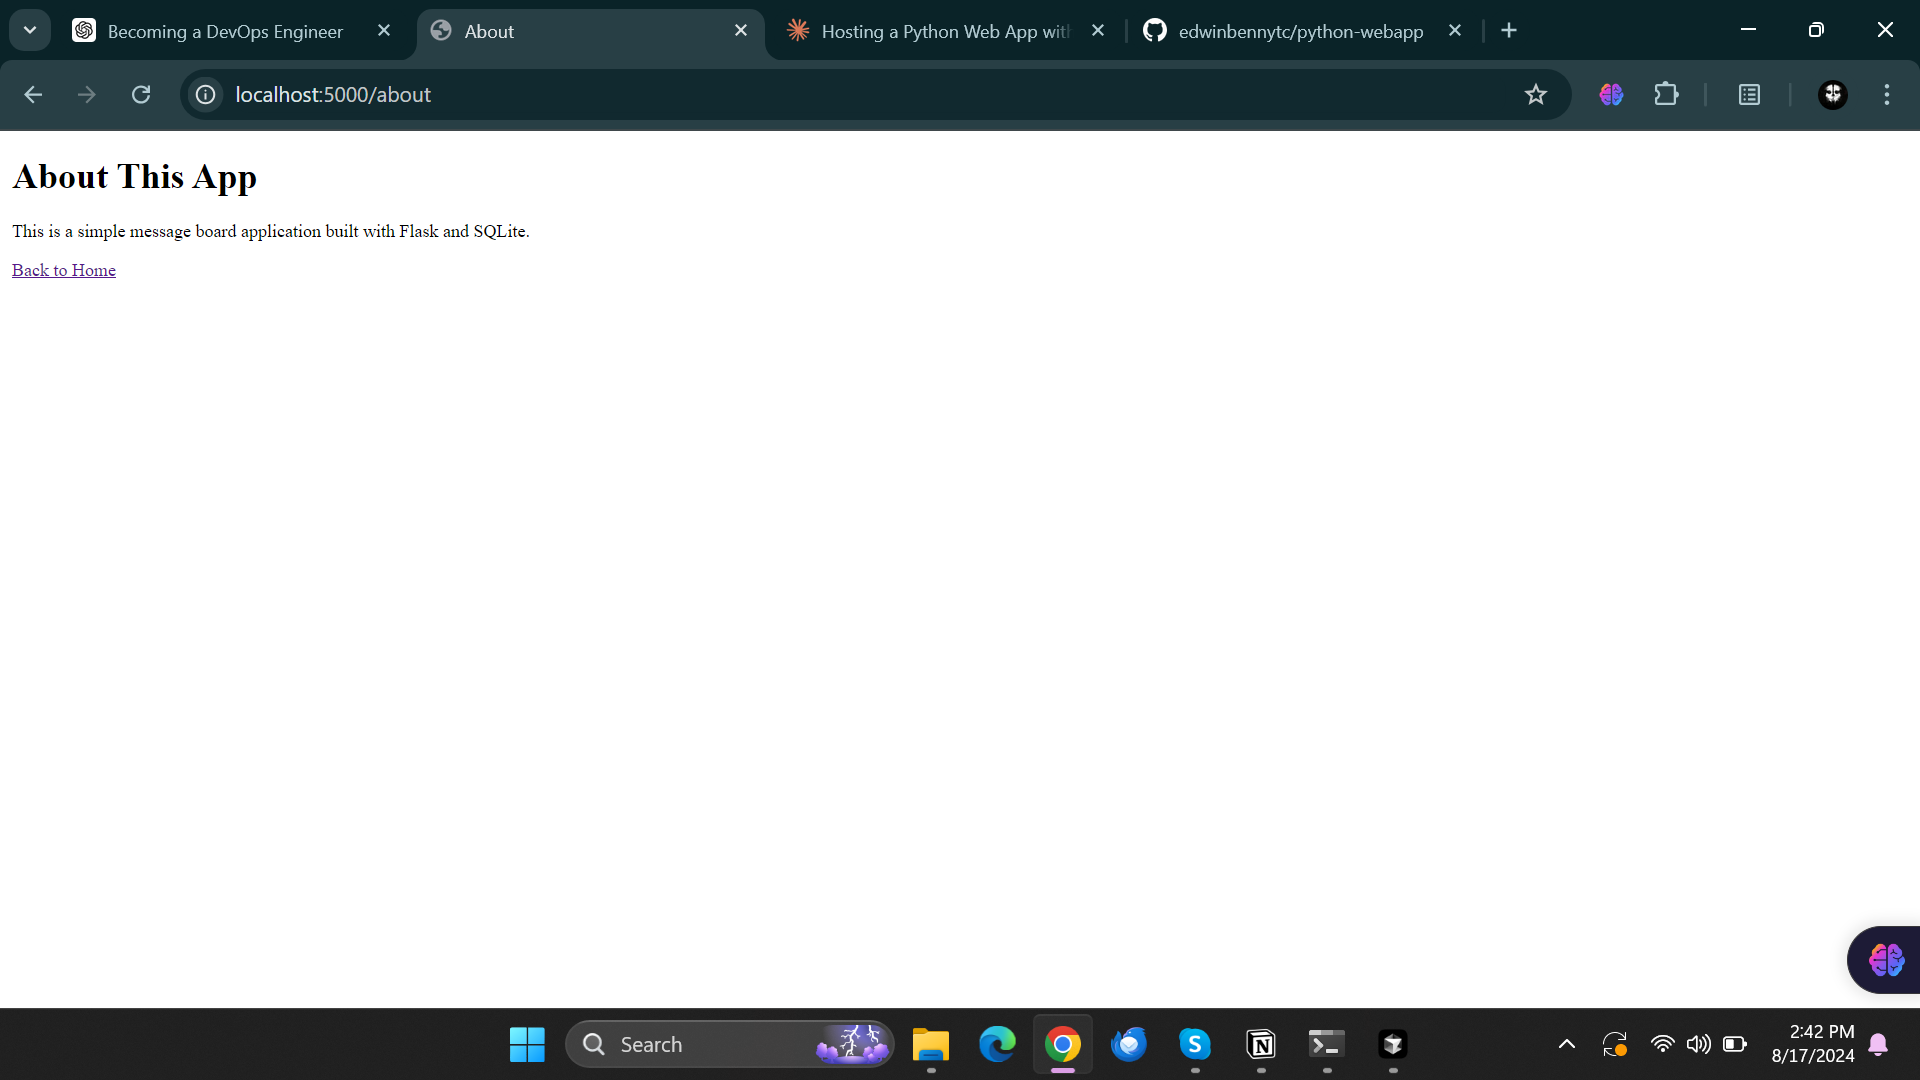 Becoming a DevOps Engineer
About
Hosting a Python Web App with
edwinbennytc/python-webapp
localhost:5000/about
About This App
This is a simple message board application built with Flask and SQLite.
Back to Home
Search
2:42 PM
8/17/2024